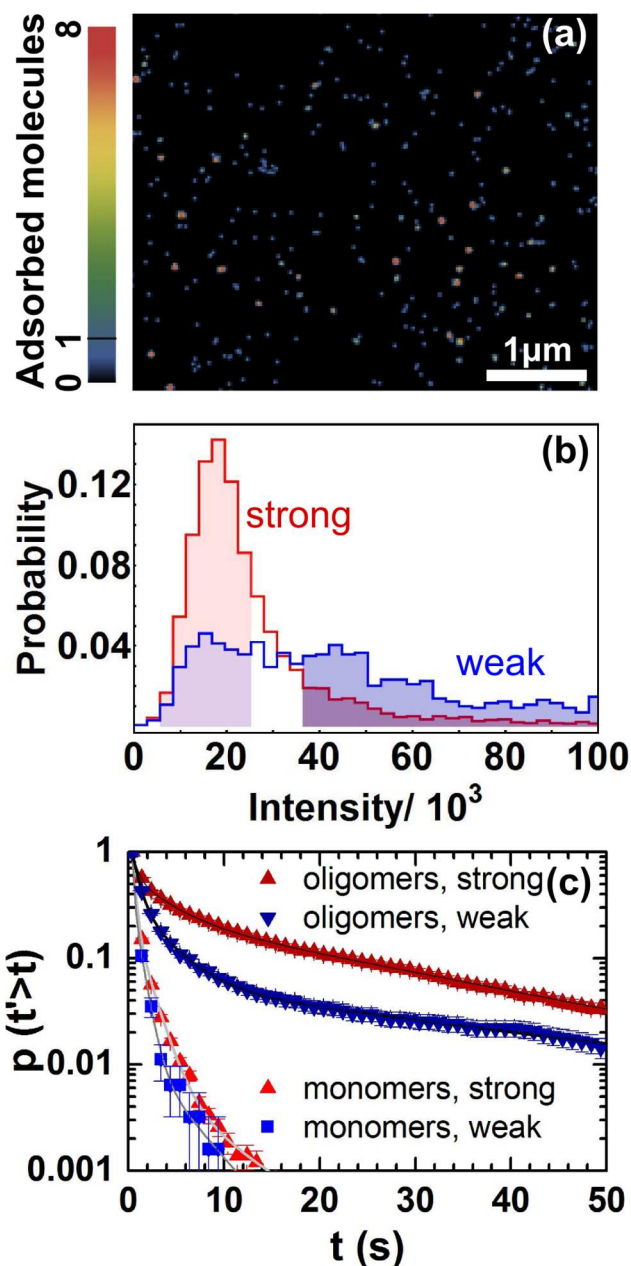 Adsorbed molecules
8
1
0
(a)
1µm
(b)
Probability
0.12
0.08
0.04
strong
weak
0 20 40 60 80 100
Intensity/ 10³
(c)
p (t'>t)
1
0.1
0.01
0.001
oligomers, strong
oligomers, weak
monomers, strong
monomers, weak
0 10 20 30 40 50
t (s)